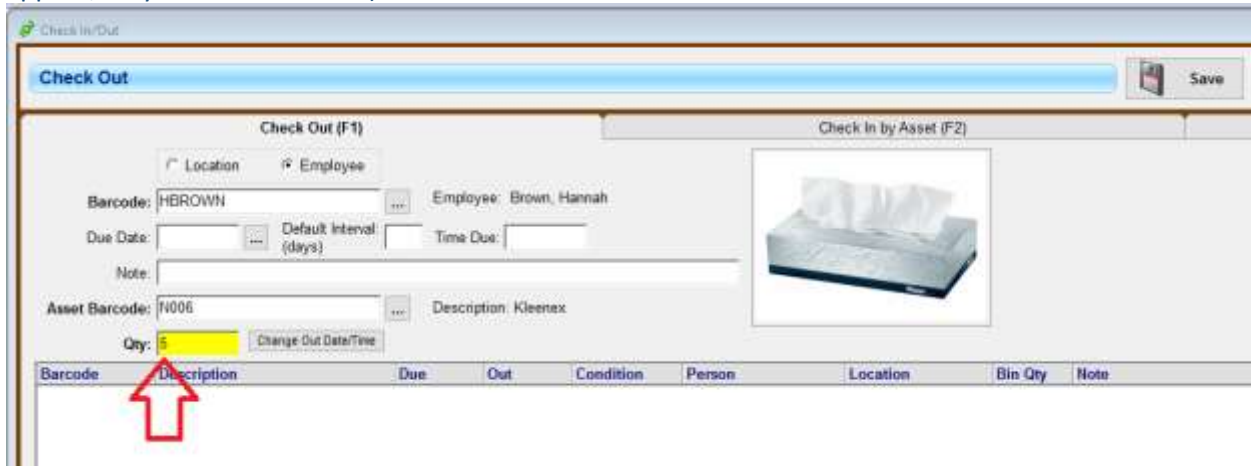 Check In/Out
Check Out
Save
Check Out (F1) Check In by Asset (F2)
Location Employee
Barcode: HBROWN ... Employee: Brown, Hannah
Due Date: ... Default Interval (days) Time Due:
Note:
Asset Barcode: N006 ... Description: Kleenex
Qty: 5 Change Out Date/Time
Barcode Description Due Out Condition Person Location Bin Qty Note